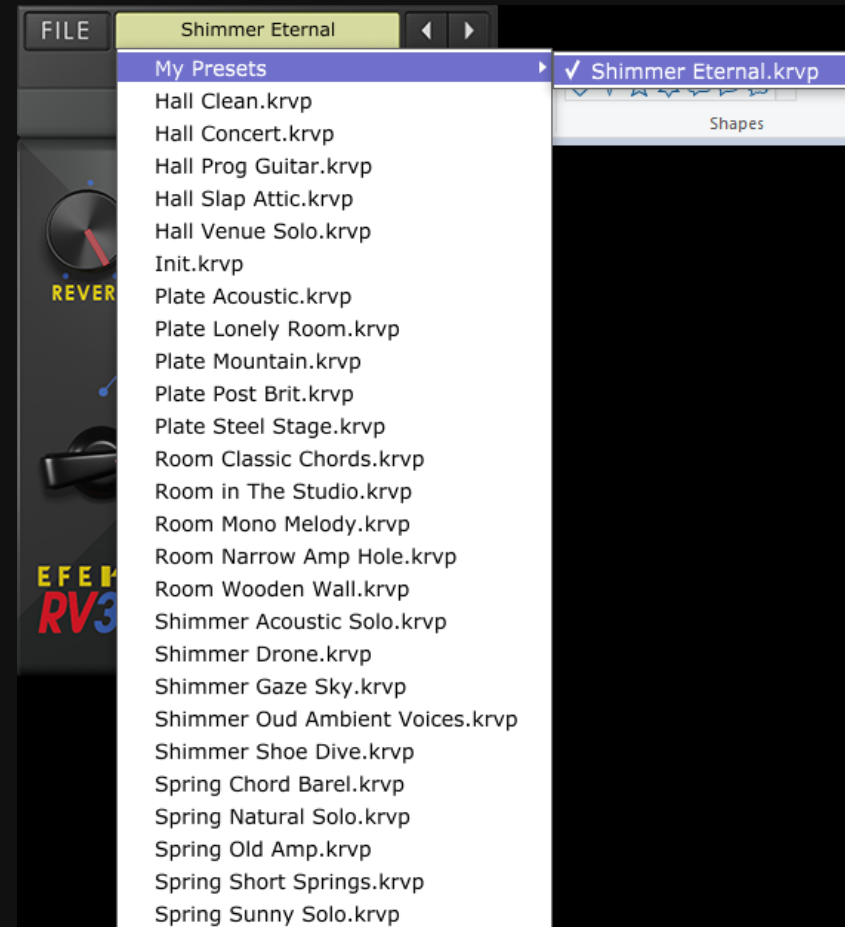 FILE
Shimmer Eternal
My Presets
✓ Shimmer Eternal.krvp
Shapes
Hall Clean.krvp
Hall Concert.krvp
Hall Prog Guitar.krvp
Hall Slap Attic.krvp
Hall Venue Solo.krvp
Init.krvp
Plate Acoustic.krvp
Plate Lonely Room.krvp
Plate Mountain.krvp
Plate Post Brit.krvp
Plate Steel Stage.krvp
Room Classic Chords.krvp
Room in The Studio.krvp
Room Mono Melody.krvp
Room Narrow Amp Hole.krvp
Room Wooden Wall.krvp
Shimmer Acoustic Solo.krvp
Shimmer Drone.krvp
Shimmer Gaze Sky.krvp
Shimmer Oud Ambient Voices.krvp
Shimmer Shoe Dive.krvp
Spring Chord Barel.krvp
Spring Natural Solo.krvp
Spring Old Amp.krvp
Spring Short Springs.krvp
Spring Sunny Solo.krvp
REVER
EFE
RV3